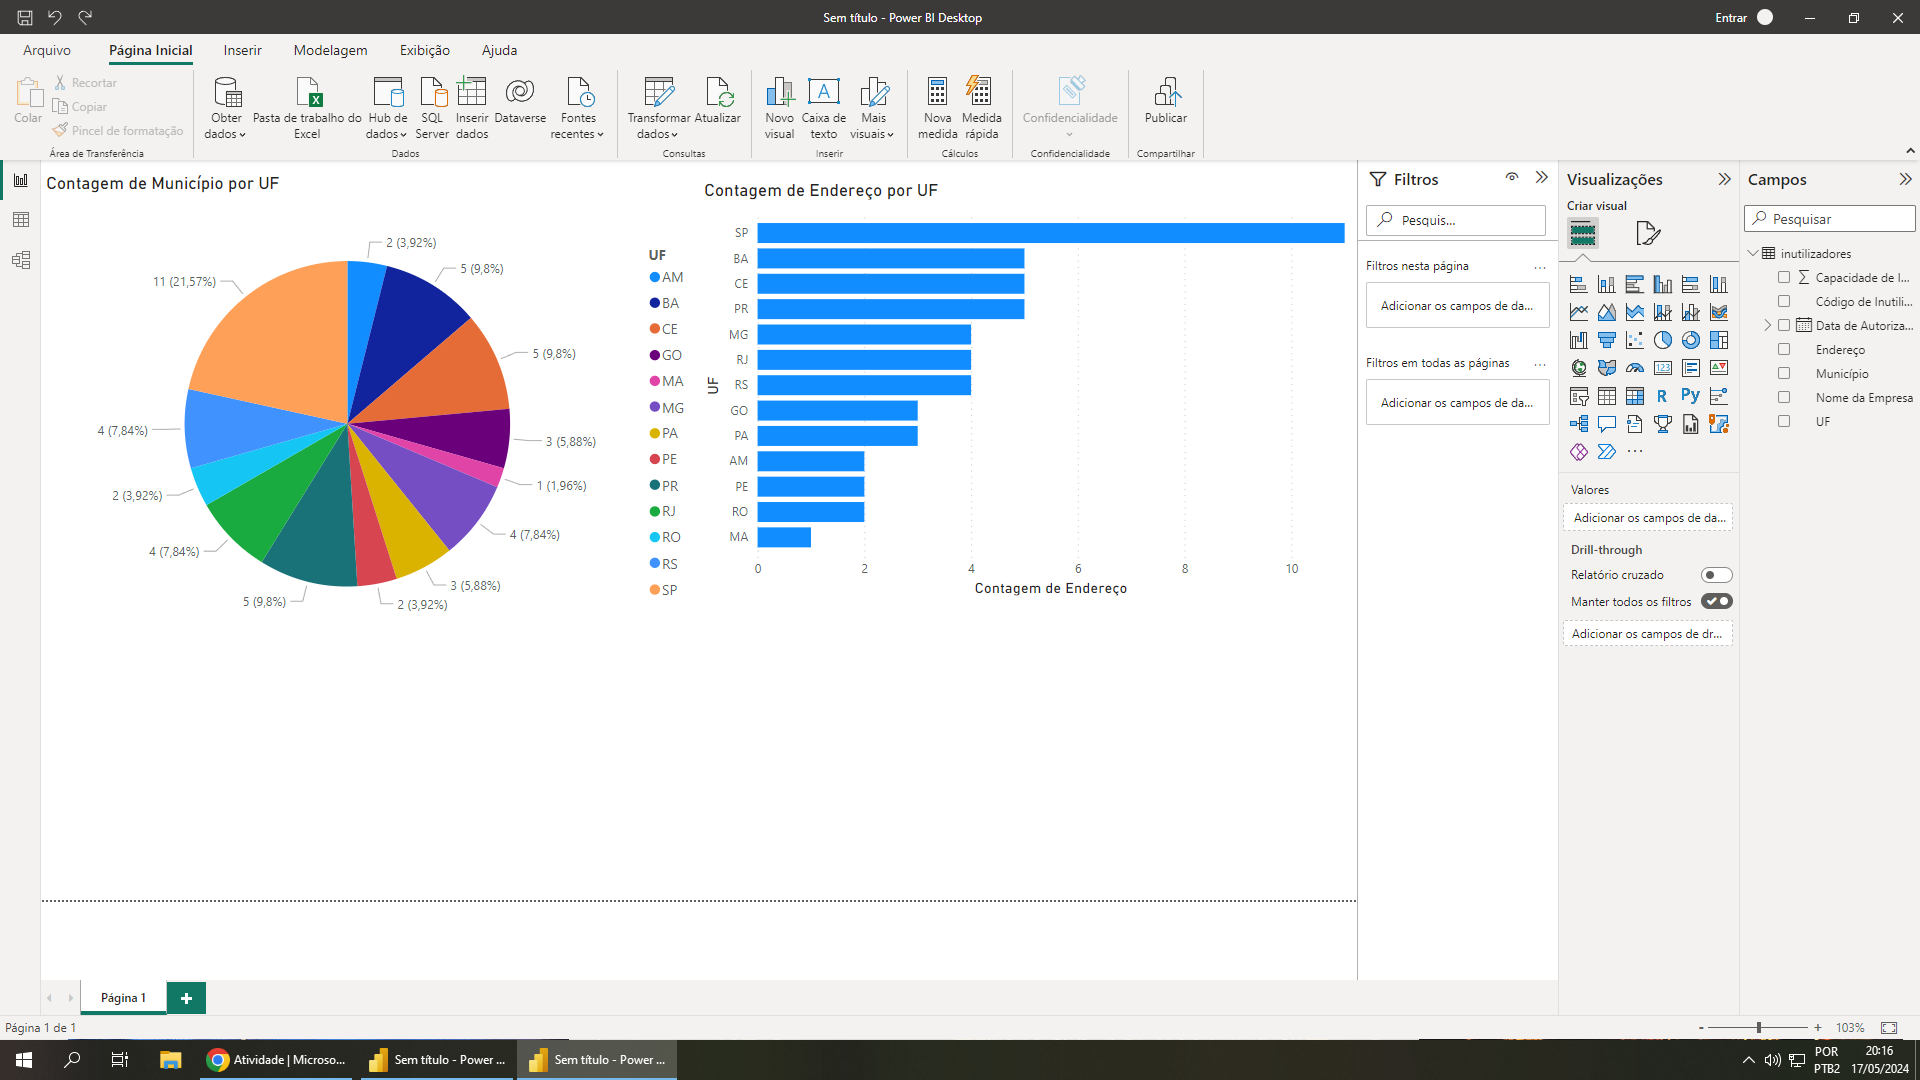 Sem título - Power BI Desktop
Entrar
Arquivo
Página Inicial
Inserir
Modelagem
Exibição
Ajuda
Colar
Recortar
Copiar
Pincel de formatação
Área de Transferência
Obter dados
Pasta de trabalho do Excel
Hub de dados
SQL Server
Inserir dados
Dataverse
Fontes recentes
Dados
Transformar dados
Atualizar
Consultas
Novo visual
Caixa de texto
Mais visuais
Inserir
Nova medida
Medida rápida
Cálculos
Confidencialidade
Confidencialidade
Publicar
Compartilhar
Contagem de Município por UF
2 (3,92%)
5 (9,8%)
5 (9,8%)
3 (5,88%)
1 (1,96%)
4 (7,84%)
3 (5,88%)
2 (3,92%)
5 (9,8%)
4 (7,84%)
2 (3,92%)
4 (7,84%)
11 (21,57%)
UF
AM
BA
CE
GO
MA
MG
PA
PE
PR
RJ
RO
RS
SP
Contagem de Endereço por UF
UF
SP
BA
CE
PR
MG
RJ
RS
GO
PA
AM
PE
RO
MA
0 2 4 6 8 10
Contagem de Endereço
Filtros
Pesquis...
Filtros nesta página ...
Adicionar os campos de da...
Filtros em todas as páginas ...
Adicionar os campos de da...
Visualizações
Criar visual
123
R
Py
...
Valores
Adicionar os campos de da...
Drill-through
Relatório cruzado
Manter todos os filtros
Adicionar os campos de dr...
Campos
Pesquisar
inutilizadores
∑ Capacidade de I...
Código de Inutili...
Data de Autoriza...
Endereço
Município
Nome da Empresa
UF
Página 1
+
Página 1 de 1
- + 103%
Atividade | Microso...
Sem título - Power ...
Sem título - Power ...
POR
PTB2
20:16
17/05/2024